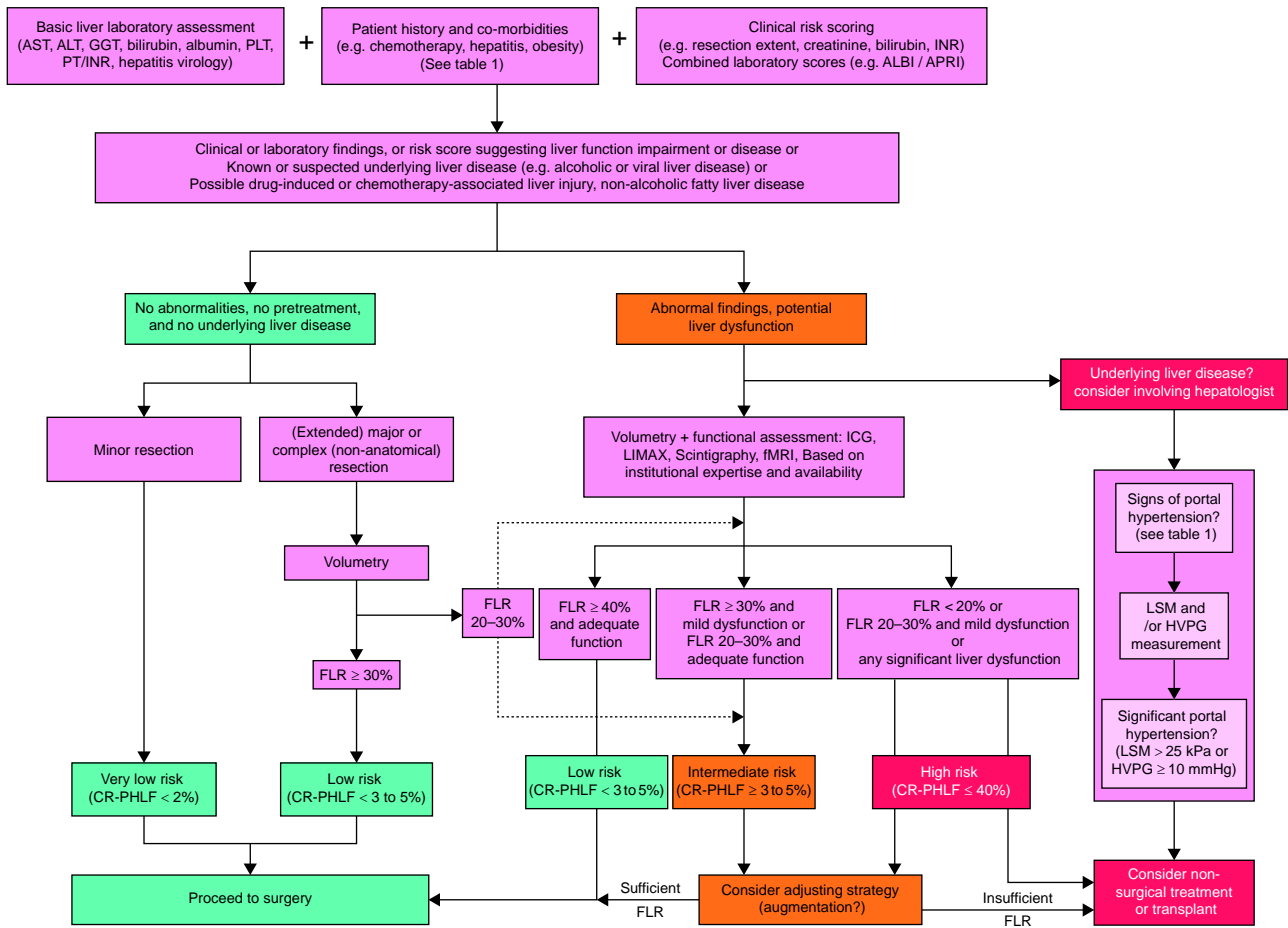 Basic liver laboratory assessment
(AST, ALT, GGT, bilirubin, albumin, PLT,
PT/INR, hepatitis virology)
+
Patient history and co-morbidities
(e.g. chemotherapy, hepatitis, obesity)
(See table 1)
+
Clinical risk scoring
(e.g. resection extent, creatinine, bilirubin, INR)
Combined laboratory scores (e.g. ALBI / APRI)
Clinical or laboratory findings, or risk score suggesting liver function impairment or disease or
Known or suspected underlying liver disease (e.g. alcoholic or viral liver disease) or
Possible drug-induced or chemotherapy-associated liver injury, non-alcoholic fatty liver disease
No abnormalities, no pretreatment,
and no underlying liver disease
Abnormal findings, potential
liver dysfunction
Underlying liver disease?
consider involving hepatologist
Minor resection
(Extended) major or
complex (non-anatomical)
resection
Volumetry + functional assessment: ICG,
LIMAX, Scintigraphy, fMRI, Based on
institutional expertise and availability
Signs of portal
hypertension?
(see table 1)
Volumetry
FLR
20–30%
FLR ≥ 40%
and adequate
function
FLR ≥ 30% and
mild dysfunction or
FLR 20–30% and
adequate function
FLR < 20% or
FLR 20–30% and mild dysfunction
or
any significant liver dysfunction
LSM and
/or HVPG
measurement
FLR ≥ 30%
Significant portal
hypertension?
(LSM > 25 kPa or
HVPG ≥ 10 mmHg)
Very low risk
(CR-PHLF < 2%)
Low risk
(CR-PHLF < 3 to 5%)
Low risk
(CR-PHLF < 3 to 5%)
Intermediate risk
(CR-PHLF ≥ 3 to 5%)
High risk
(CR-PHLF ≤ 40%)
Proceed to surgery
Sufficient
FLR
Consider adjusting strategy
(augmentation?)
Insufficient
FLR
Consider non-
surgical treatment
or transplant